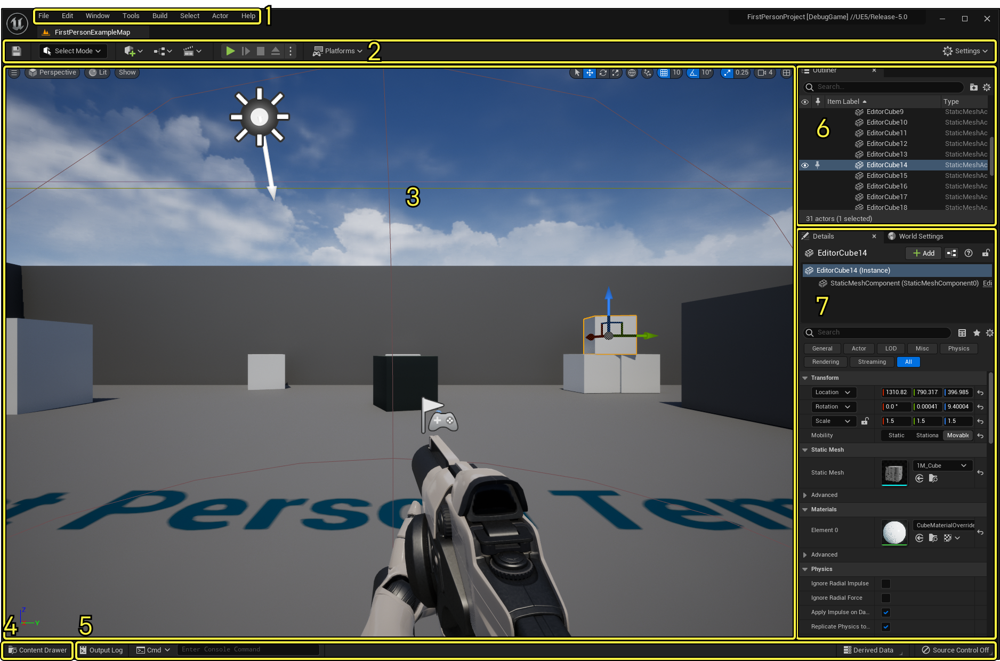 File Edit Window Tools Build Select Actor Help 1
FirstPersonProject [DebugGame] //UE5/Release-5.0
FirstPersonExampleMap
Select Mode
Platforms
2
Settings
Perspective Lit Show
10 10° 0.25 4
Outliner
Search...
Item Label Type
EditorCube9 StaticMeshAc
EditorCube10 StaticMeshAc
EditorCube11 StaticMeshAc
EditorCube12 StaticMeshAc
EditorCube13 StaticMeshAc
EditorCube14 StaticMeshAc
EditorCube15 StaticMeshAc
EditorCube16 StaticMeshAc
EditorCube17 StaticMeshAc
EditorCube18 StaticMeshAc
6
31 actors (1 selected)
3
Details World Settings
EditorCube14 Add
EditorCube14 (Instance)
StaticMeshComponent (StaticMeshComponent0) Edi
7
Search
General Actor LOD Misc Physics
Rendering Streaming All
Transform
Location 1310.82 790.317 396.985
Rotation 0.0 ° 0.00041 9.40004
Scale 1.5 1.5 1.5
Mobility Static Stationa Movable
Static Mesh
Static Mesh 1M_Cube
Advanced
Materials
Element 0 CubeMaterialOverride
Advanced
Physics
Ignore Radial Impulse
Ignore Radial Force
Apply Impulse on Da...
Replicate Physics to...
Perso Tem
Z
Y
4 5
Content Drawer Output Log Cmd Enter Console Command Derived Data Source Control Off